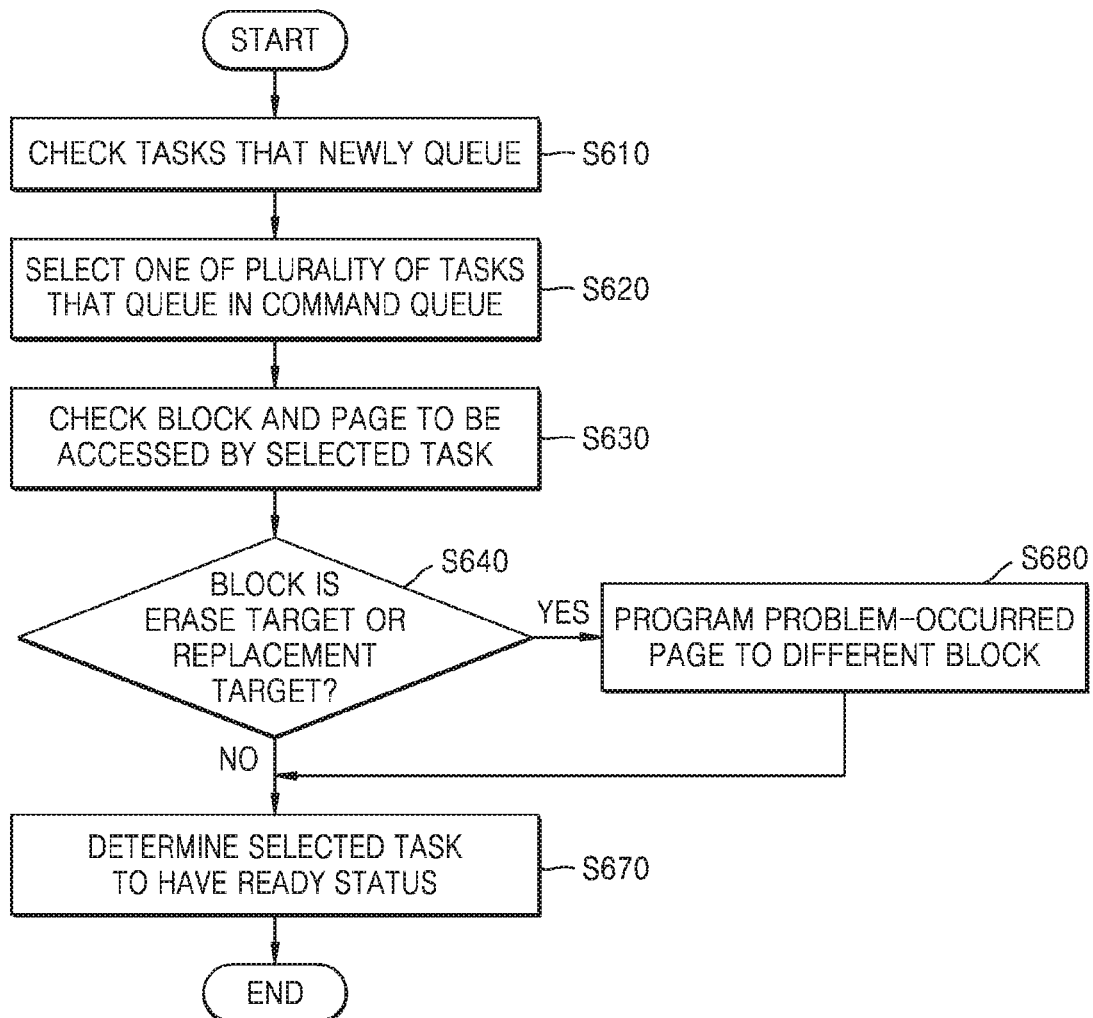 START
CHECK TASKS THAT NEWLY QUEUE
S610
SELECT ONE OF PLURALITY OF TASKS
THAT QUEUE IN COMMAND QUEUE
S620
CHECK BLOCK AND PAGE TO BE
ACCESSED BY SELECTED TASK
S630
BLOCK IS
ERASE TARGET OR
REPLACEMENT
TARGET?
S640
YES
S680
PROGRAM PROBLEM-OCCURRED
PAGE TO DIFFERENT BLOCK
NO
DETERMINE SELECTED TASK
TO HAVE READY STATUS
S670
END